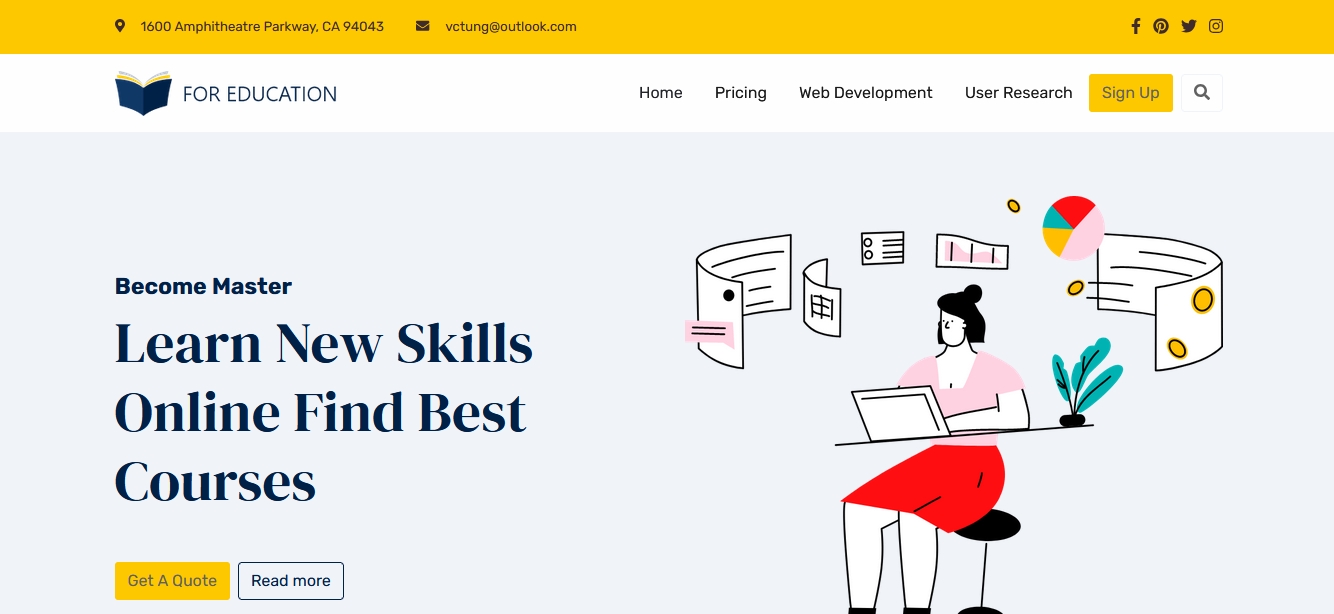 1600 Amphitheatre Parkway, CA 94043 vctung@outlook.com
FOR EDUCATION Home Pricing Web Development User Research Sign Up
Become Master
Learn New Skills
Online Find Best
Courses
Get A Quote Read more